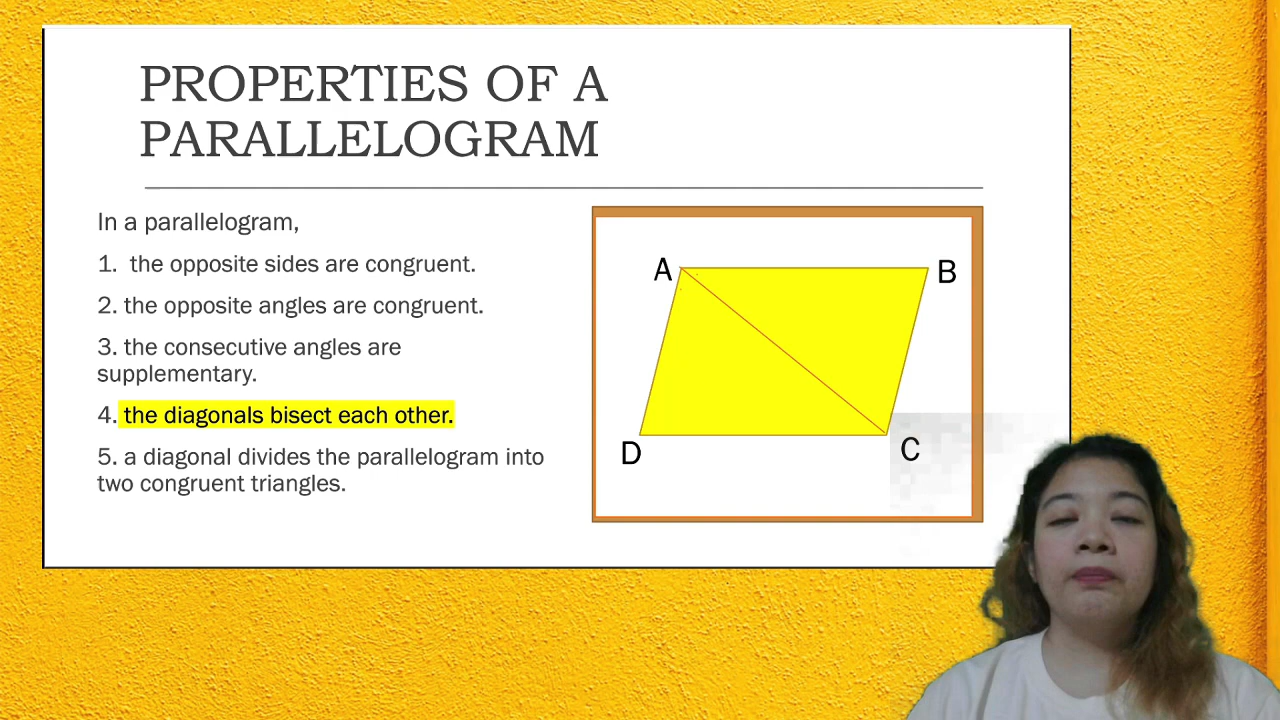 PROPERTIES OF A
PARALLELOGRAM
In a parallelogram,
1. the opposite sides are congruent.
2. the opposite angles are congruent.
3. the consecutive angles are
supplementary.
4. the diagonals bisect each other.
5. a diagonal divides the parallelogram into
two congruent triangles.
A
B
D
C